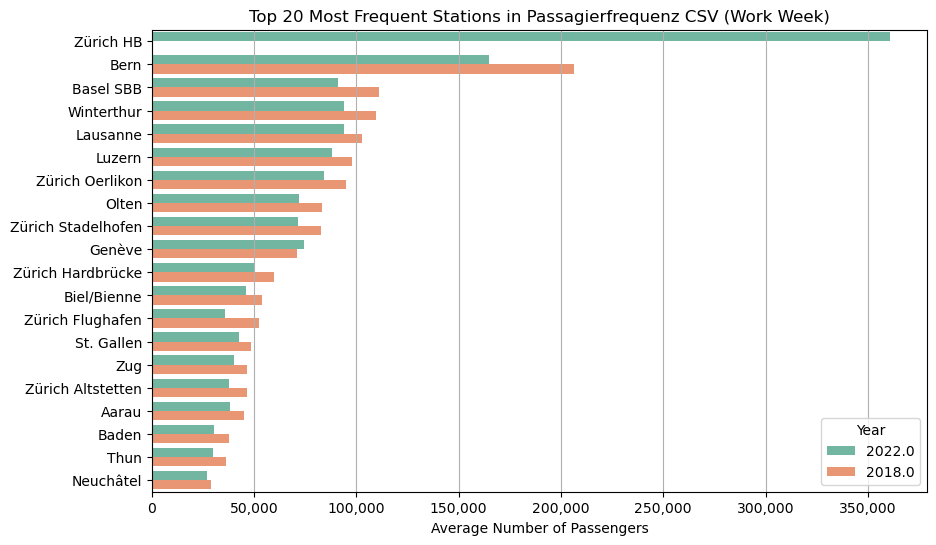 Top 20 Most Frequent Stations in Passagierfrequenz CSV (Work Week)
Zürich HB
Bern
Basel SBB
Winterthur
Lausanne
Luzern
Zürich Oerlikon
Olten
Zürich Stadelhofen
Genève
Zürich Hardbrücke
Biel/Bienne
Zürich Flughafen
St. Gallen
Zug
Zürich Altstetten
Aarau
Baden
Thun
Neuchâtel
Year
2022.0
2018.0
0 50,000 100,000 150,000 200,000 250,000 300,000 350,000
Average Number of Passengers